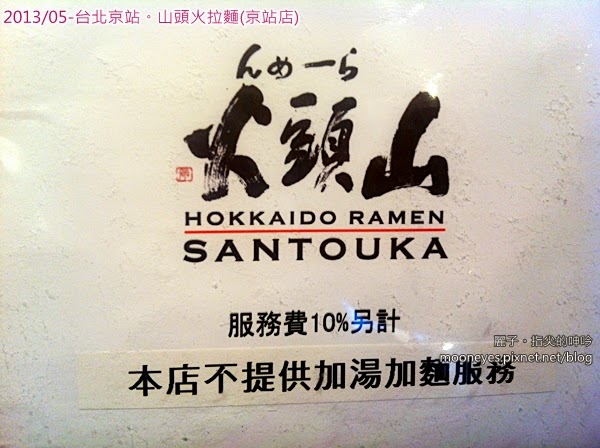 2013/05-台北京站。山頭火拉麵(京站店)
らーめん
山頭火
HOKKAIDO RAMEN
SANTOUKA
服務費10%另計
麗子・指尖的呻吟
mooneyes.pixnet.net/blog
本店不提供加湯加麵服務